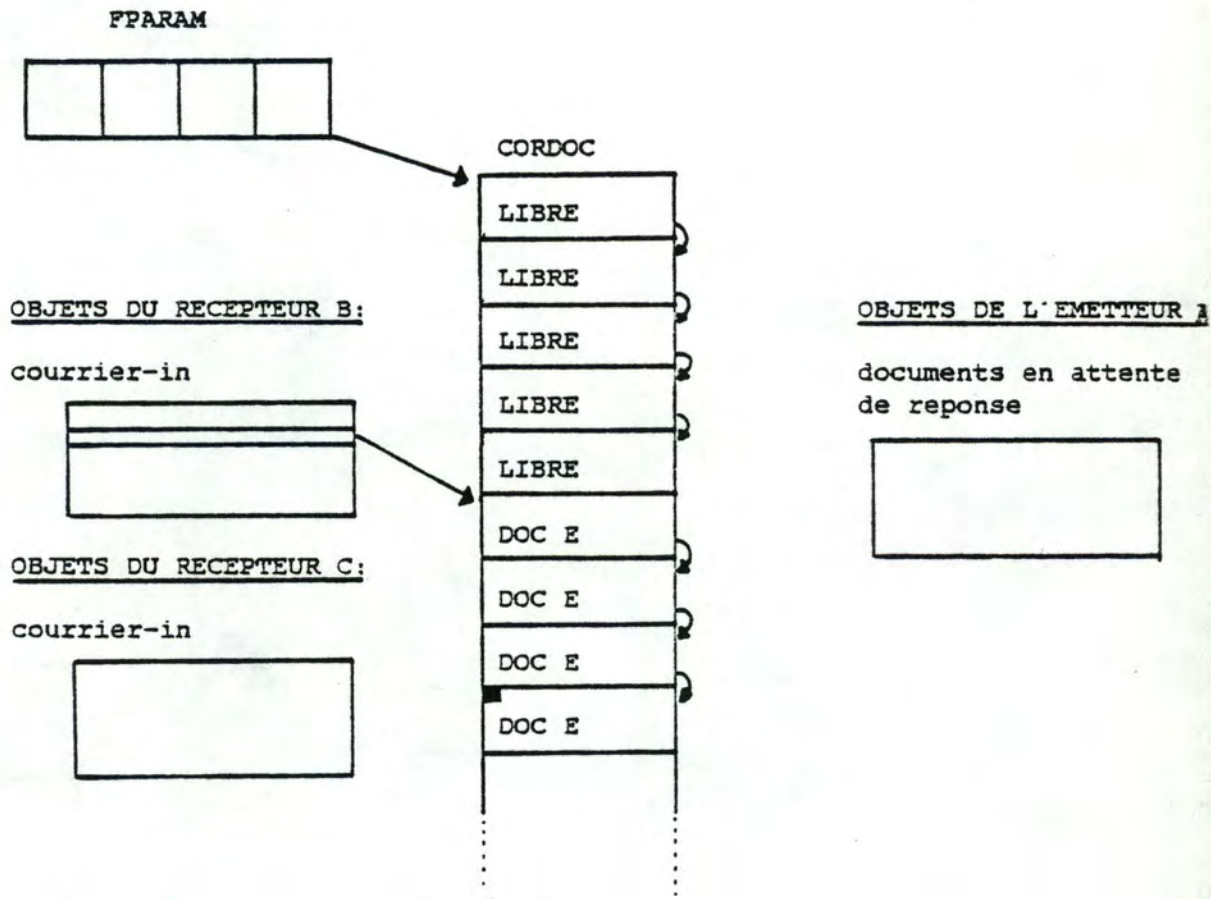 FPARAM
CORDOC
LIBRE
LIBRE
LIBRE
LIBRE
LIBRE
DOC E
DOC E
DOC E
DOC E
OBJETS DU RECEPTEUR B:
courrier-in
OBJETS DU RECEPTEUR C:
courrier-in
OBJETS DE L'EMETTEUR A
documents en attente
de reponse